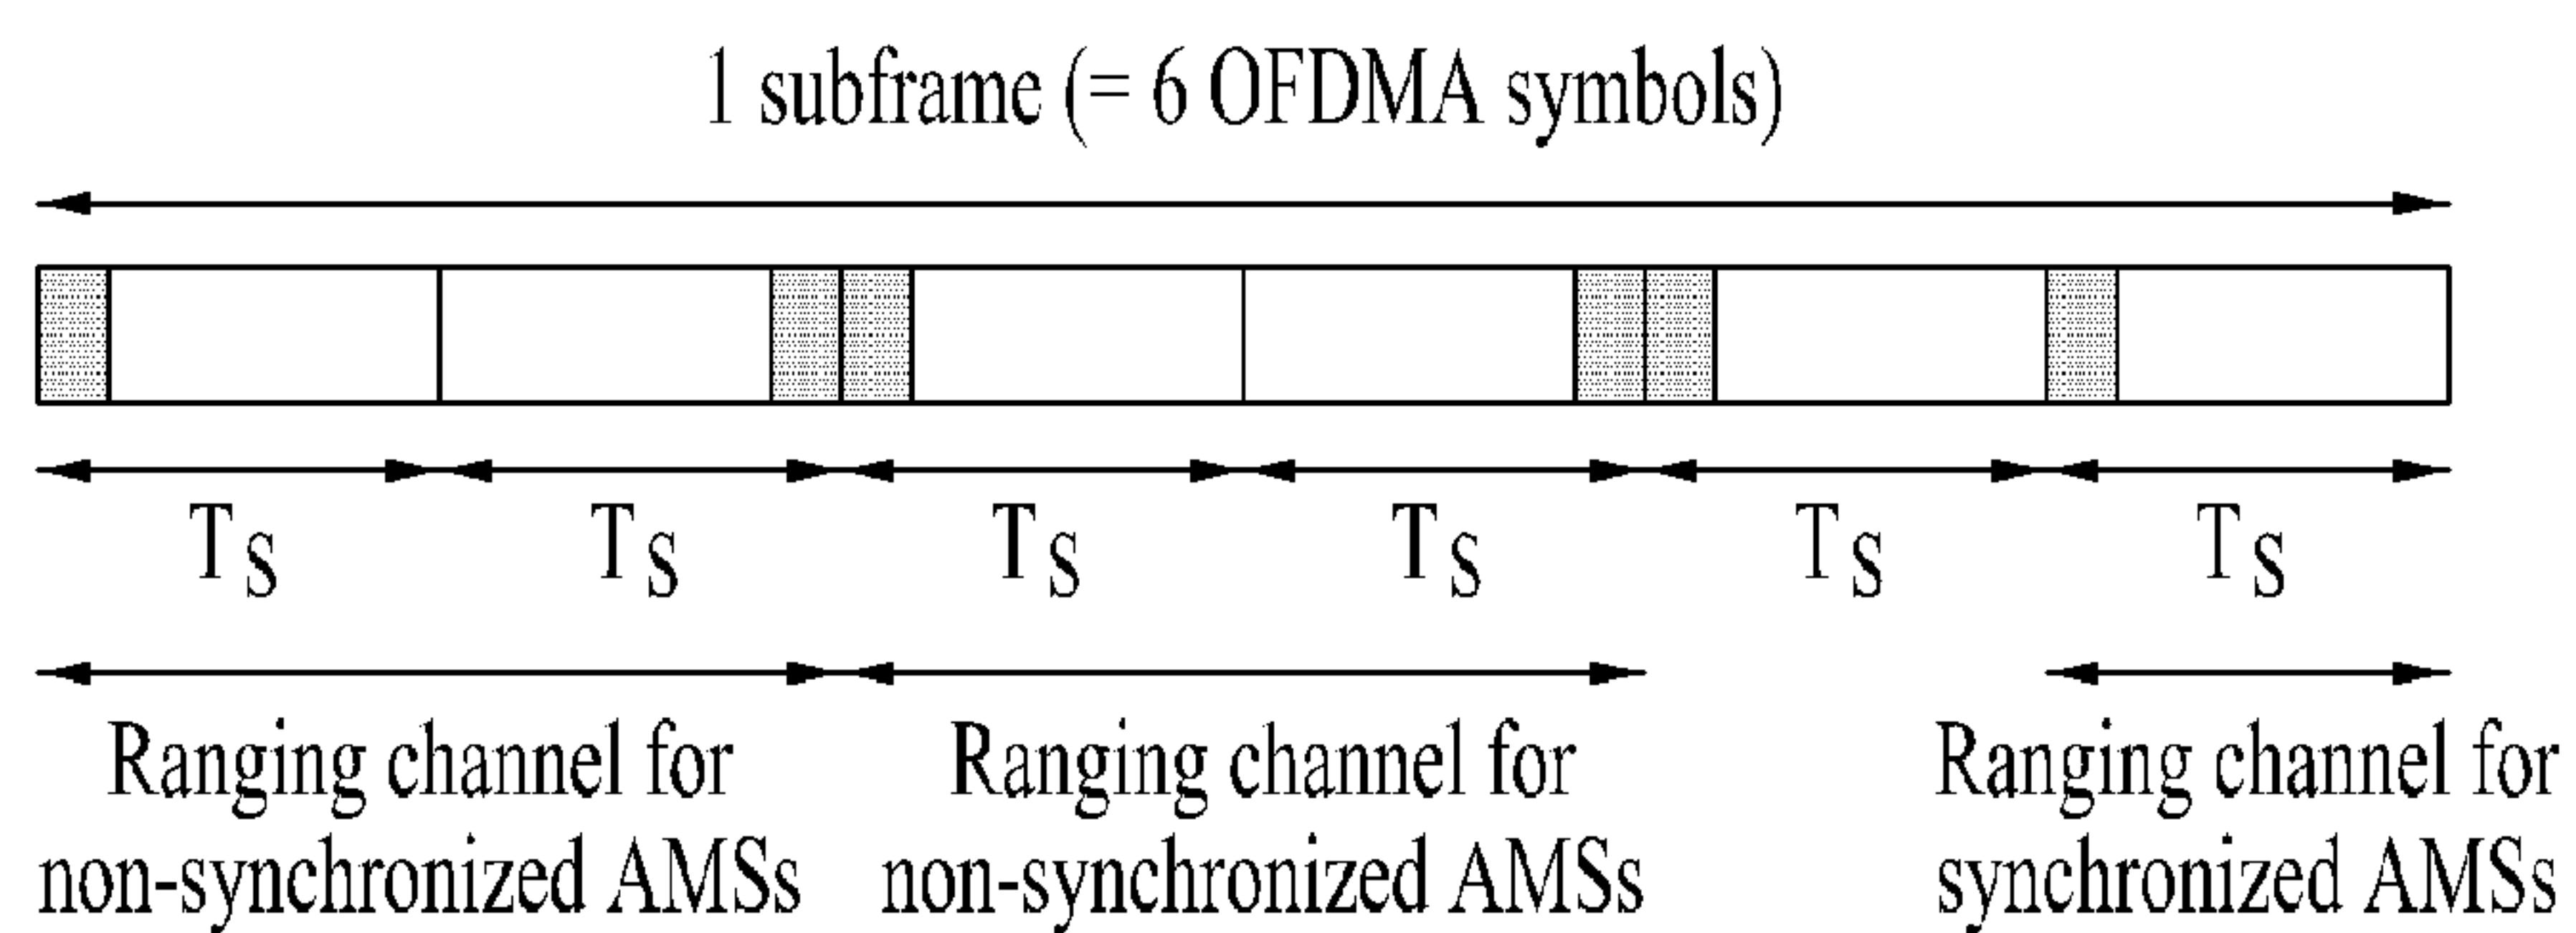 1 subframe (= 6 OFDMA symbols)
TS TS TS TS TS TS
Ranging channel for
non-synchronized AMSs
Ranging channel for
non-synchronized AMSs
Ranging channel for
synchronized AMSs